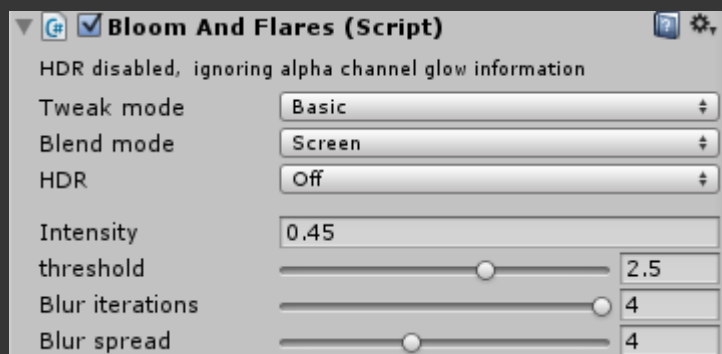 Bloom And Flares (Script)
HDR disabled, ignoring alpha channel glow information
Tweak mode Basic
Blend mode Screen
HDR Off
Intensity 0.45
threshold 2.5
Blur iterations 4
Blur spread 4